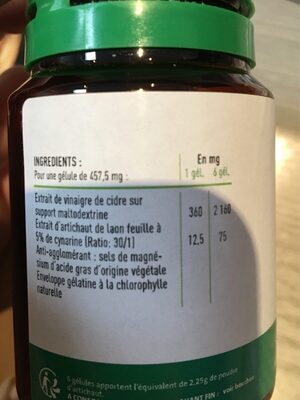 INGREDIENTS :
Pour une gélule de 457,5 mg :
En mg
1 gél. 6 gél.
Extrait de vinaigre de cidre sur
support maltodextrine 360 2 160
Extrait d'artichaut de laon feuille à
5% de cynarine (Ratio: 30/1) 12,5 75
Anti-agglomérant : sels de magné-
sium d'acide gras d'origine végétale
Enveloppe gélatine à la chlorophylle
naturelle
6 gélules apportent l'équivalent de 2.25g de poudre
d'artichaut.
FIN : voir bouchon